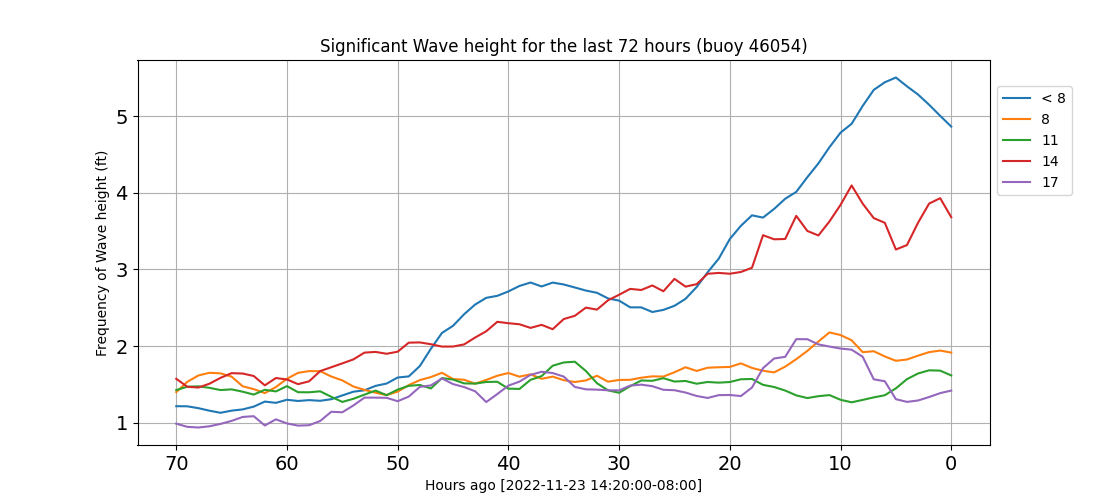 Significant Wave height for the last 72 hours (buoy 46054)
Frequency of Wave height (ft)
5
4
3
2
1
70 60 50 40 30 20 10 0
Hours ago [2022-11-23 14:20:00-08:00]
< 8
8
11
14
17